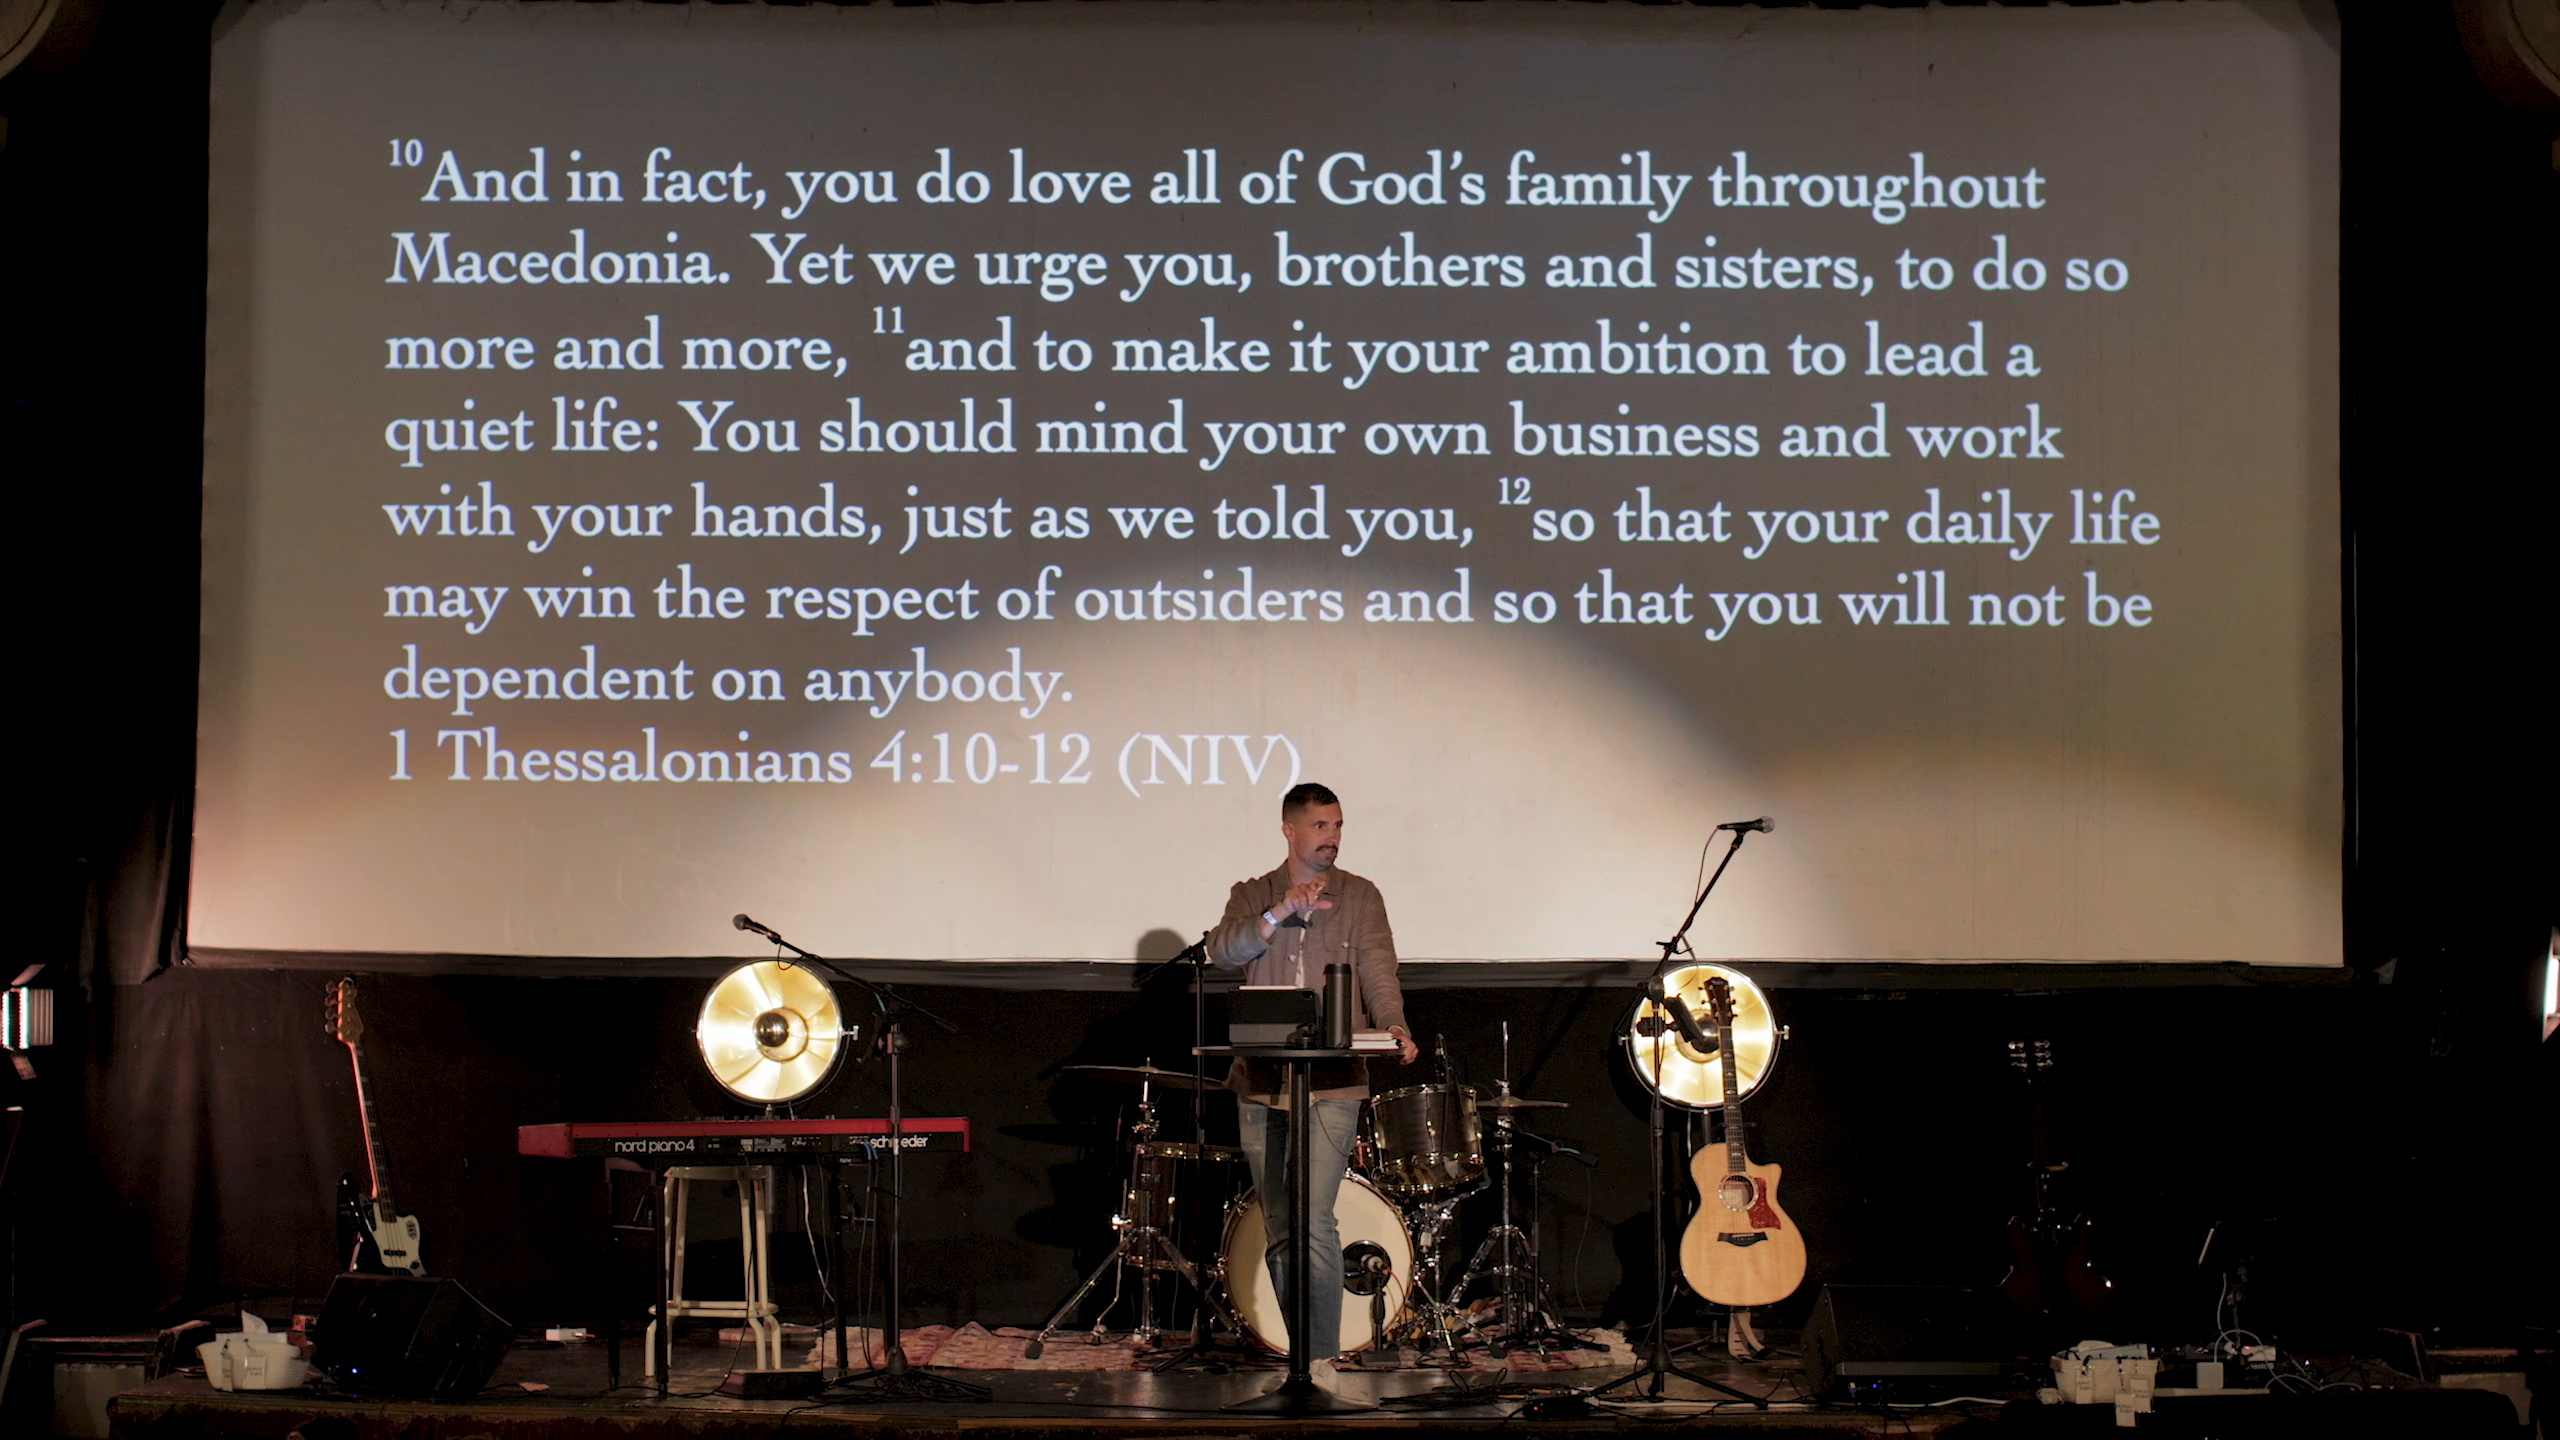 10And in fact, you do love all of God's family throughout
Macedonia. Yet we urge you, brothers and sisters, to do so
more and more, 11and to make it your ambition to lead a
quiet life: You should mind your own business and work
with your hands, just as we told you, 12so that your daily life
may win the respect of outsiders and so that you will not be
dependent on anybody.
1 Thessalonians 4:10-12 (NIV)
nord piano 4